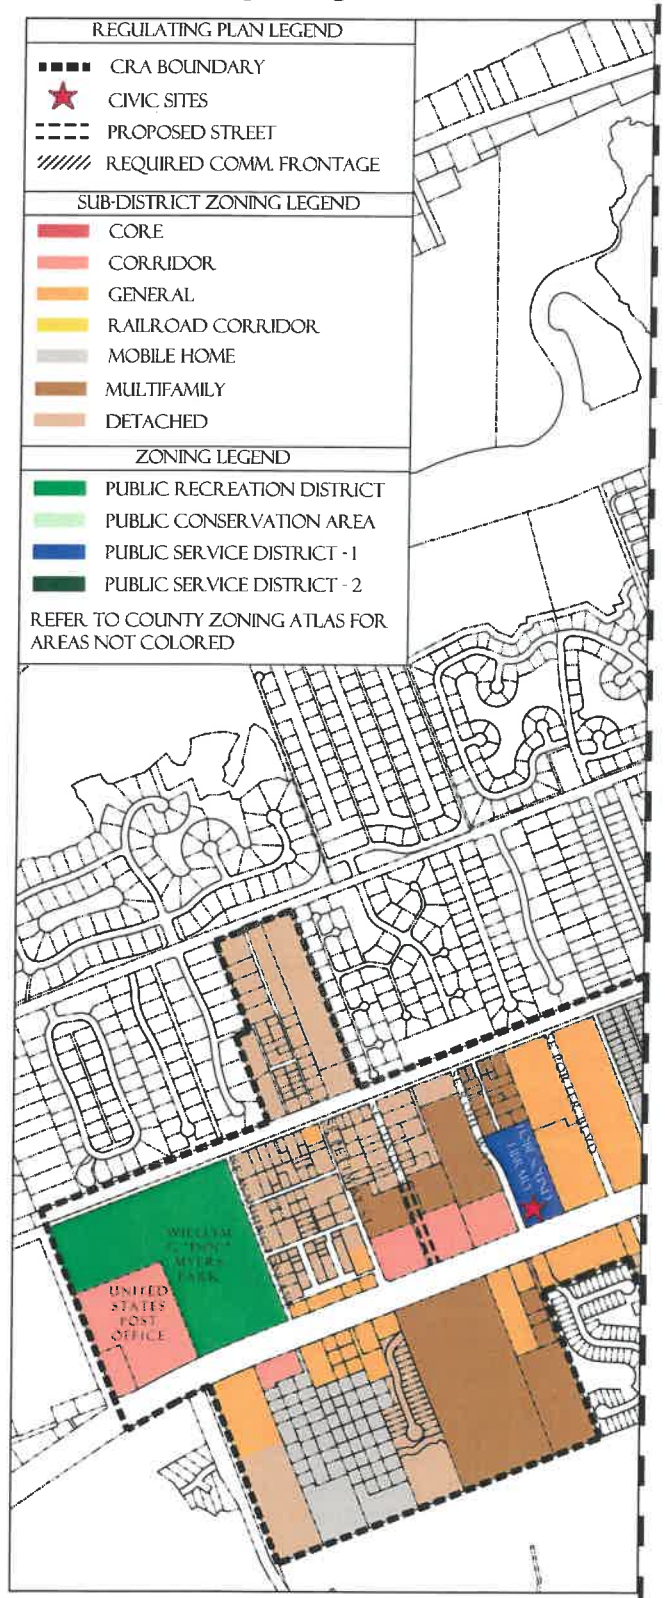 REGULATING PLAN LEGEND
CRA BOUNDARY
CIVIC SITES
PROPOSED STREET
REQUIRED COMM. FRONTAGE
SUB-DISTRICT ZONING LEGEND
CORE
CORRIDOR
GENERAL
RAILROAD CORRIDOR
MOBILE HOME
MULTIFAMILY
DETACHED
ZONING LEGEND
PUBLIC RECREATION DISTRICT
PUBLIC CONSERVATION AREA
PUBLIC SERVICE DISTRICT - 1
PUBLIC SERVICE DISTRICT - 2
REFER TO COUNTY ZONING ATLAS FOR
AREAS NOT COLORED
BLVD
LIBRARY
WILLIAM
G. "DOC"
MYERS
PARK
UNITED
STATES
POST
OFFICE